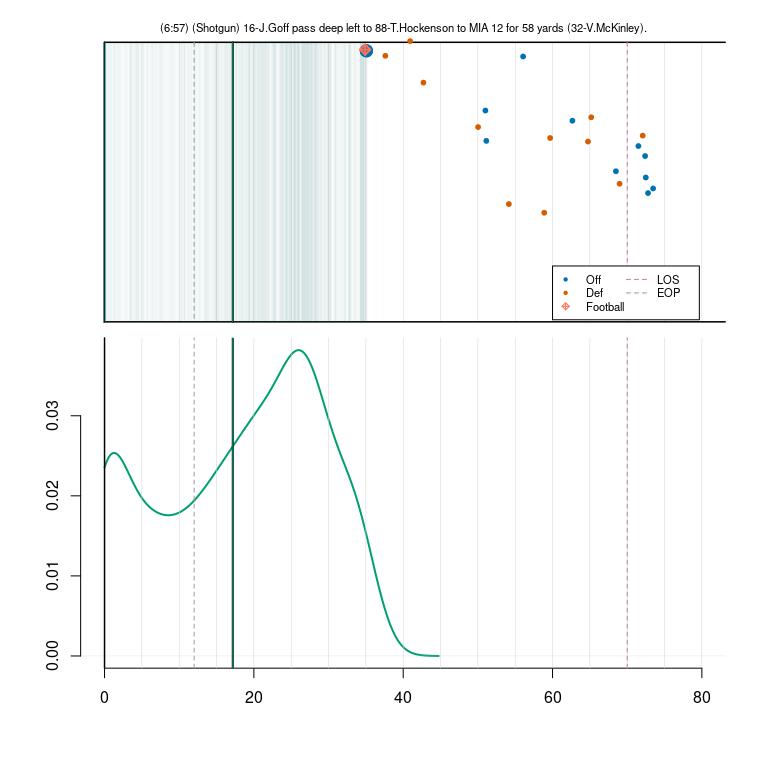 (6:57) (Shotgun) 16-J.Goff pass deep left to 88-T.Hockenson to MIA 12 for 58 yards (32-V.McKinley).
Off LOS
Def EOP
Football
0.03
0.02
0.01
0.00
0 20 40 60 80